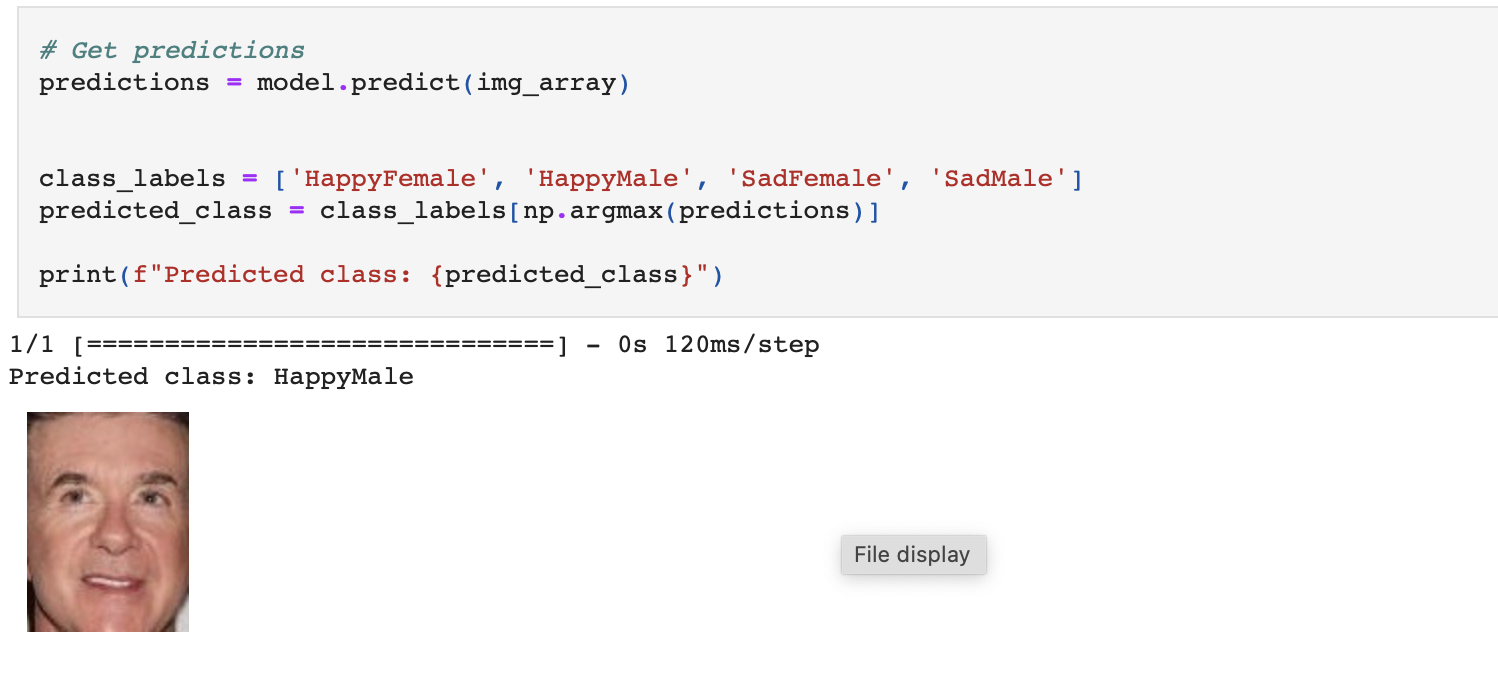 # Get predictions
predictions = model.predict(img_array)
class_labels = ['HappyFemale', 'HappyMale', 'SadFemale', 'SadMale']
predicted_class = class_labels[np.argmax(predictions)]
print(f"Predicted class: {predicted_class}")
1/1 [==============================] - 0s 120ms/step
Predicted class: HappyMale
File display